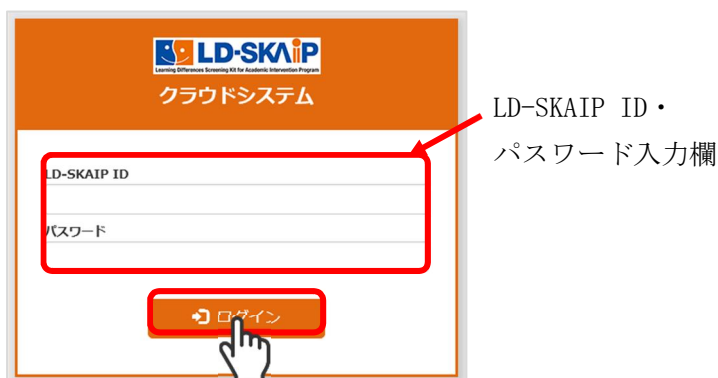 LD-SKAiP
Learning Differences Screening Kit for Academic Intervention Program
クラウドシステム
LD-SKAIP ID・
パスワード入力欄
LD-SKAIP ID
パスワード
ログイン